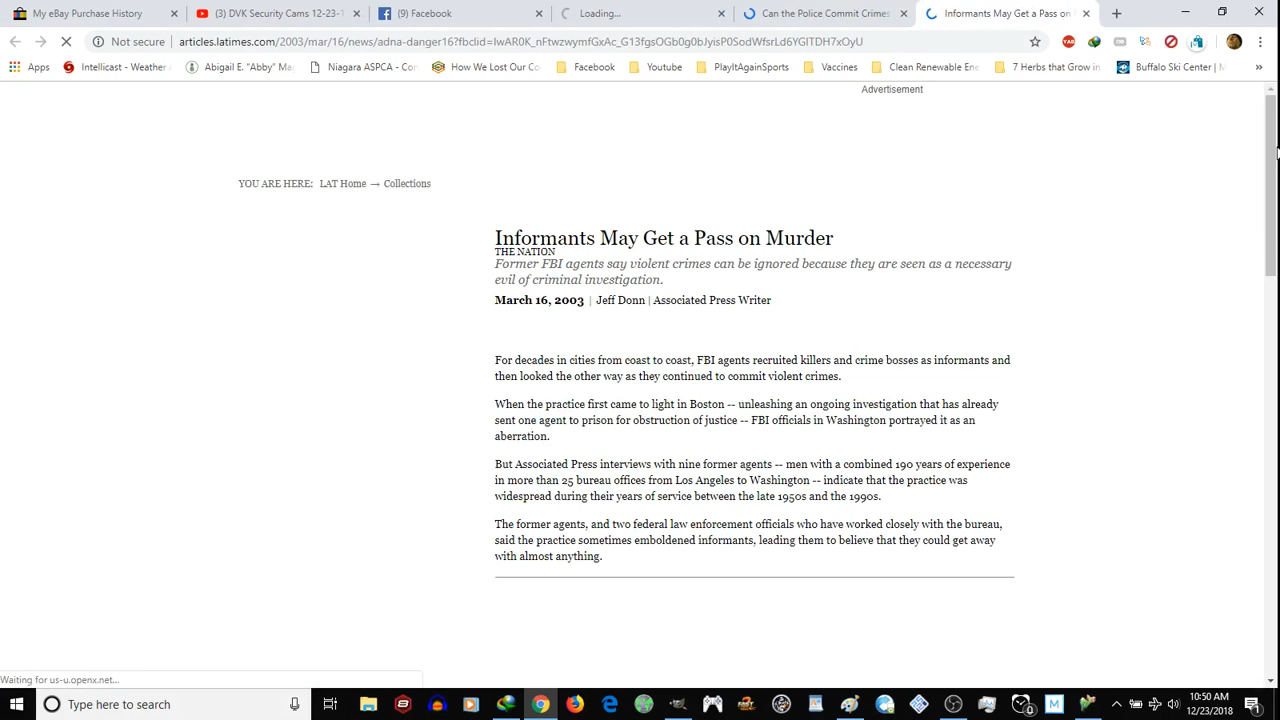 My eBay Purchase History
(3) DVK Security Cams 12-23-1
(9) Facebook
Loading...
Can the Police Commit Crimes
Informants May Get a Pass on
Not secure
articles.latimes.com/2003/mar/16/news/adna-danger16?fbclid=IwAR0K_nFtwzwymfGxAc_G13fgsOGb0g0bJyisP0SodWfsrLd6YGlTDH7xOyU
Apps
Intellicast - Weather
Abigail E. "Abby" Mag
Niagara ASPCA - Co
How We Lost Our Co
Facebook
Youtube
PlayItAgainSports
Vaccines
Clean Renewable Ene
7 Herbs that Grow in
Buffalo Ski Center |
»
Advertisement
YOU ARE HERE: LAT Home → Collections
Informants May Get a Pass on Murder
THE NATION
Former FBI agents say violent crimes can be ignored because they are seen as a necessary
evil of criminal investigation.
March 16, 2003 | Jeff Donn | Associated Press Writer
For decades in cities from coast to coast, FBI agents recruited killers and crime bosses as informants and
then looked the other way as they continued to commit violent crimes.
When the practice first came to light in Boston -- unleashing an ongoing investigation that has already
sent one agent to prison for obstruction of justice -- FBI officials in Washington portrayed it as an
aberration.
But Associated Press interviews with nine former agents -- men with a combined 190 years of experience
in more than 25 bureau offices from Los Angeles to Washington -- indicate that the practice was
widespread during their years of service between the late 1950s and the 1990s.
The former agents, and two federal law enforcement officials who have worked closely with the bureau,
said the practice sometimes emboldened informants, leading them to believe that they could get away
with almost anything.
Waiting for us-u.openx.net...
Type here to search
10:50 AM
12/23/2018